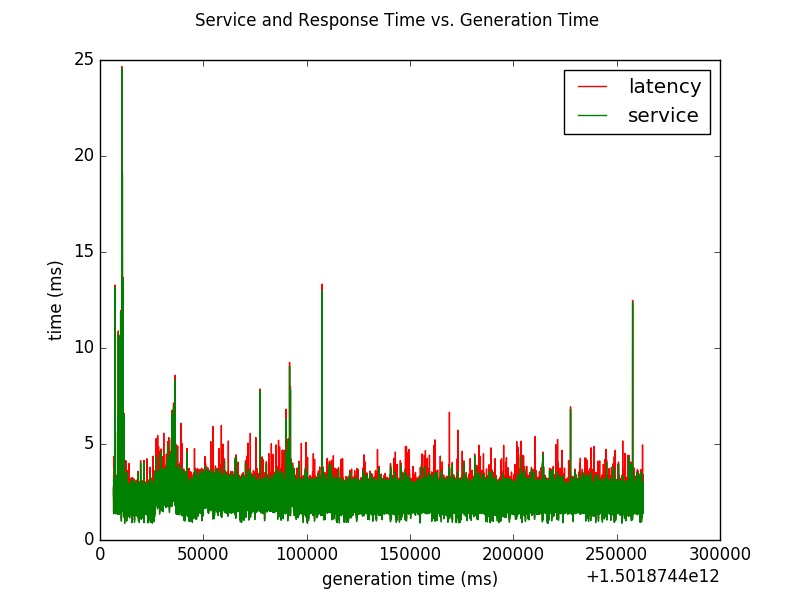 Service and Response Time vs. Generation Time
25
20
15
10
5
0
time (ms)
latency
service
0 50000 100000 150000 200000 250000 300000
generation time (ms)
+1.5018744e12